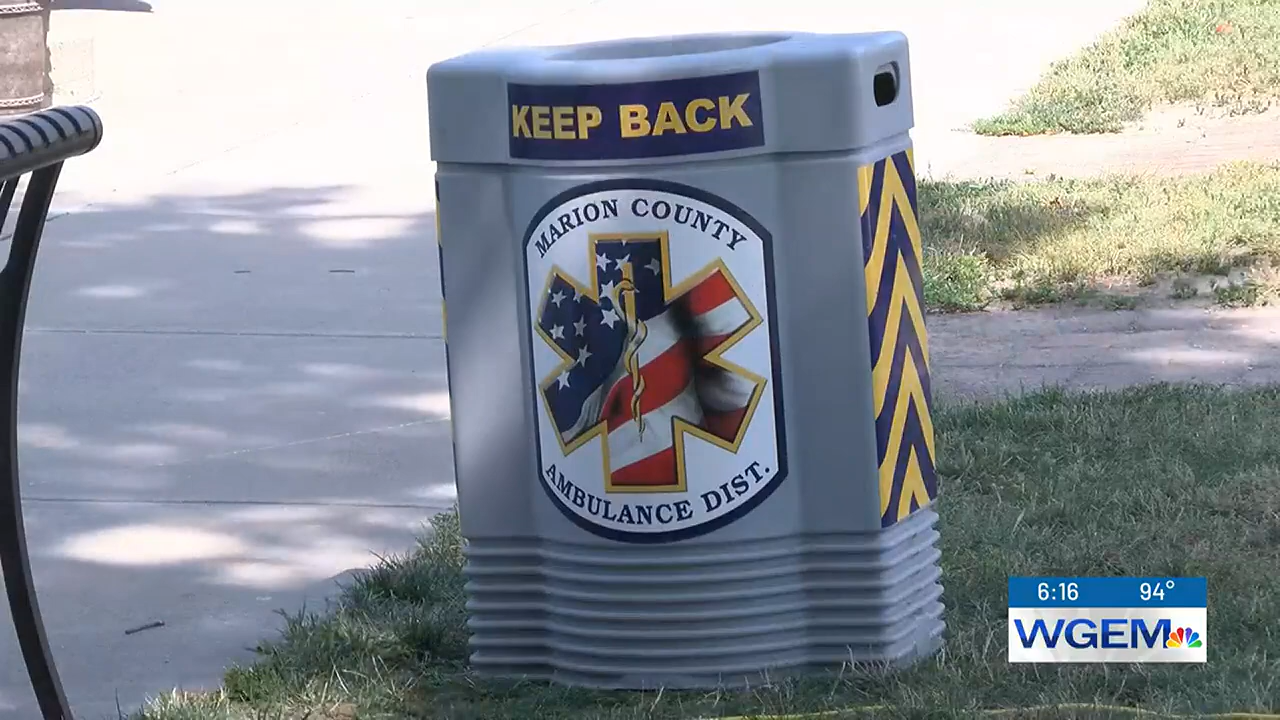 KEEP BACK
MARION COUNTY
AMBULANCE DIST.
6:16 94°
WGEM